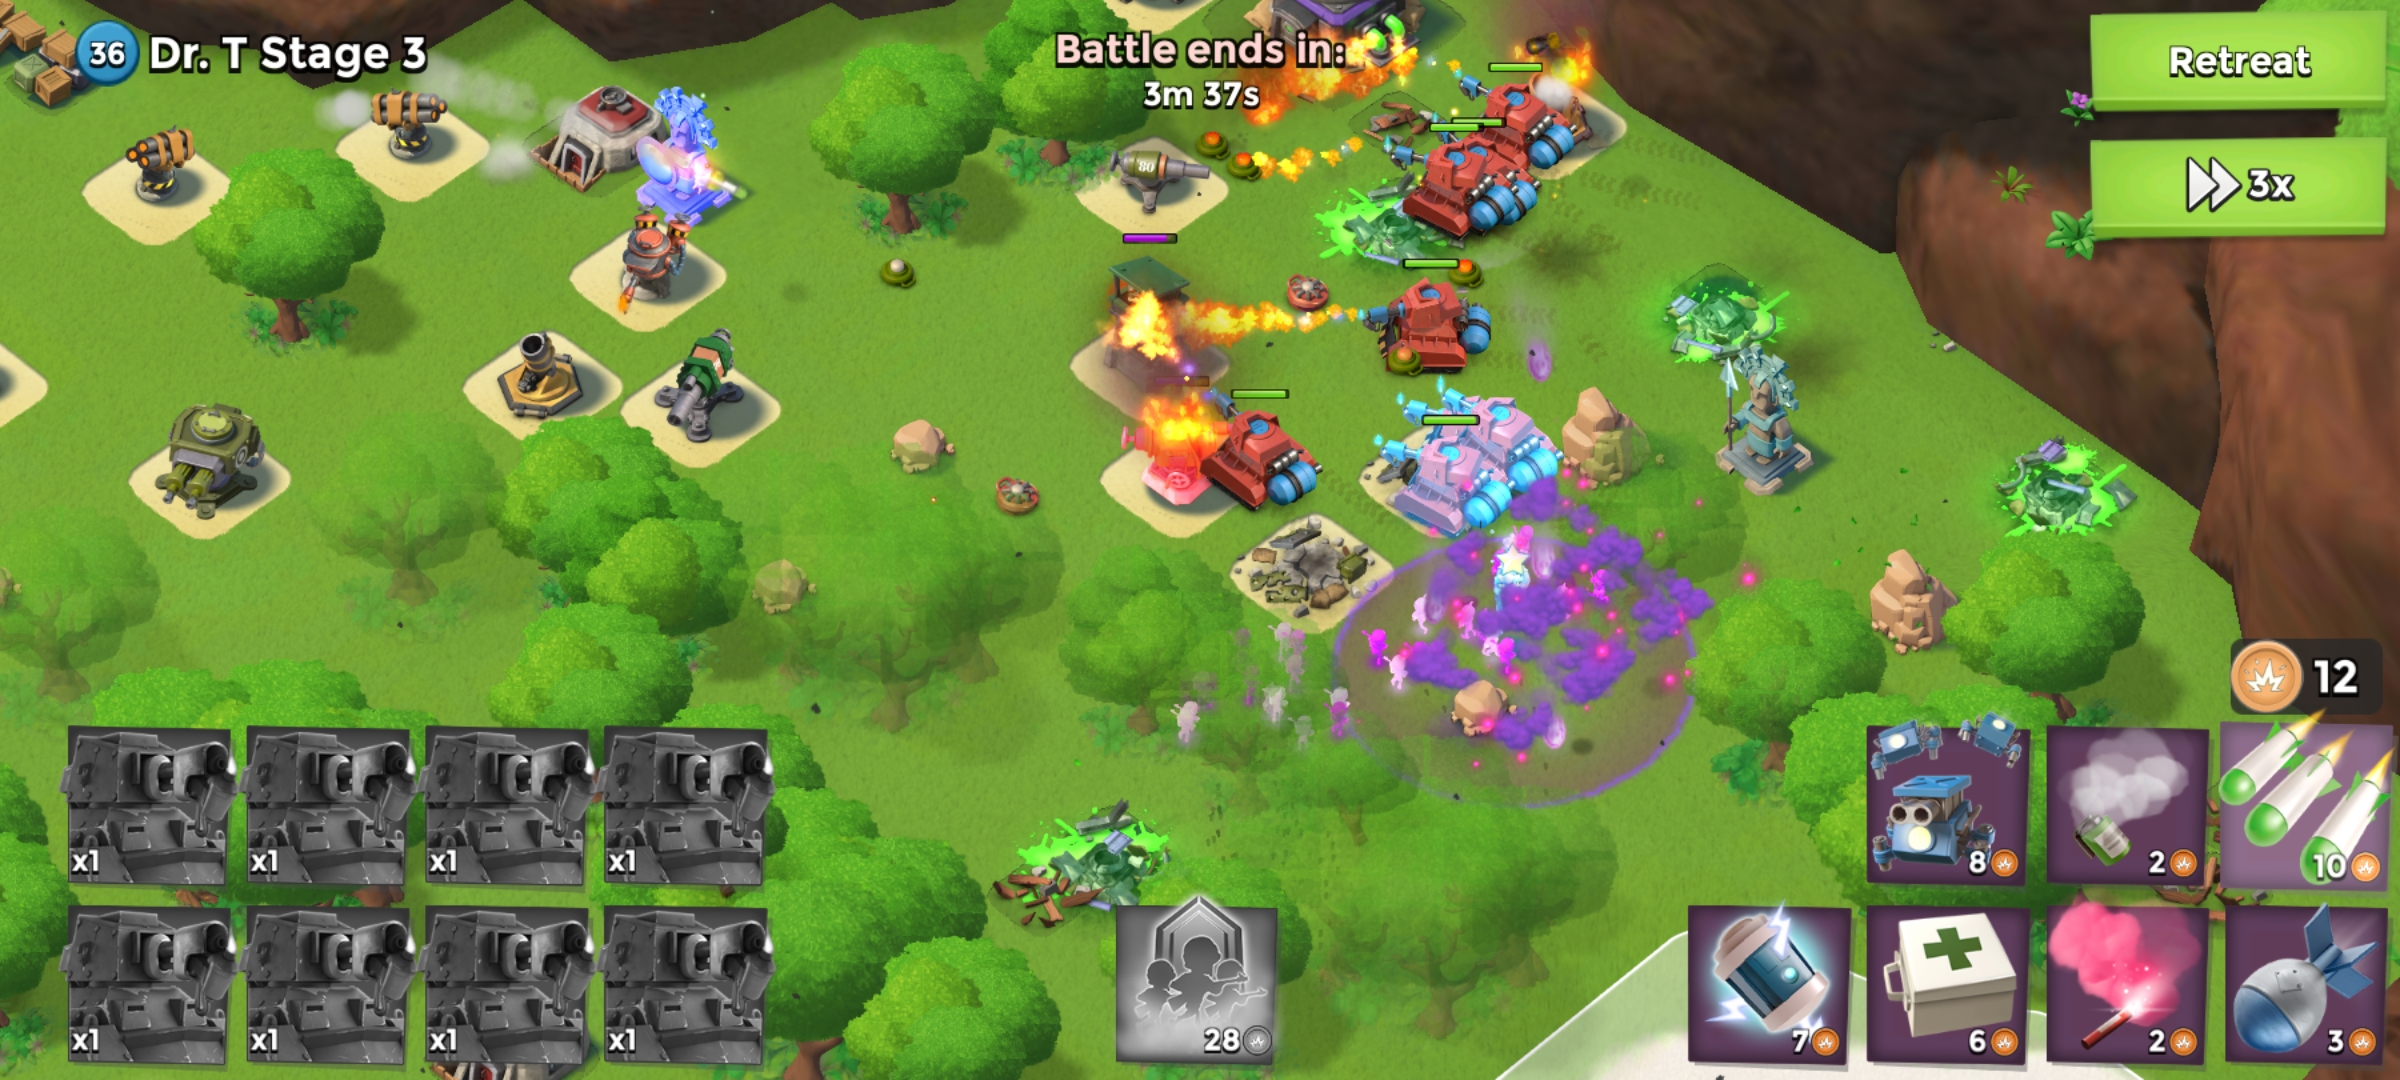 36 Dr. T Stage 3
Battle ends in:
3m 37s
Retreat
3x
80
12
8
2
10
x1
x1
x1
x1
x1
x1
x1
x1
28
7
6
2
3